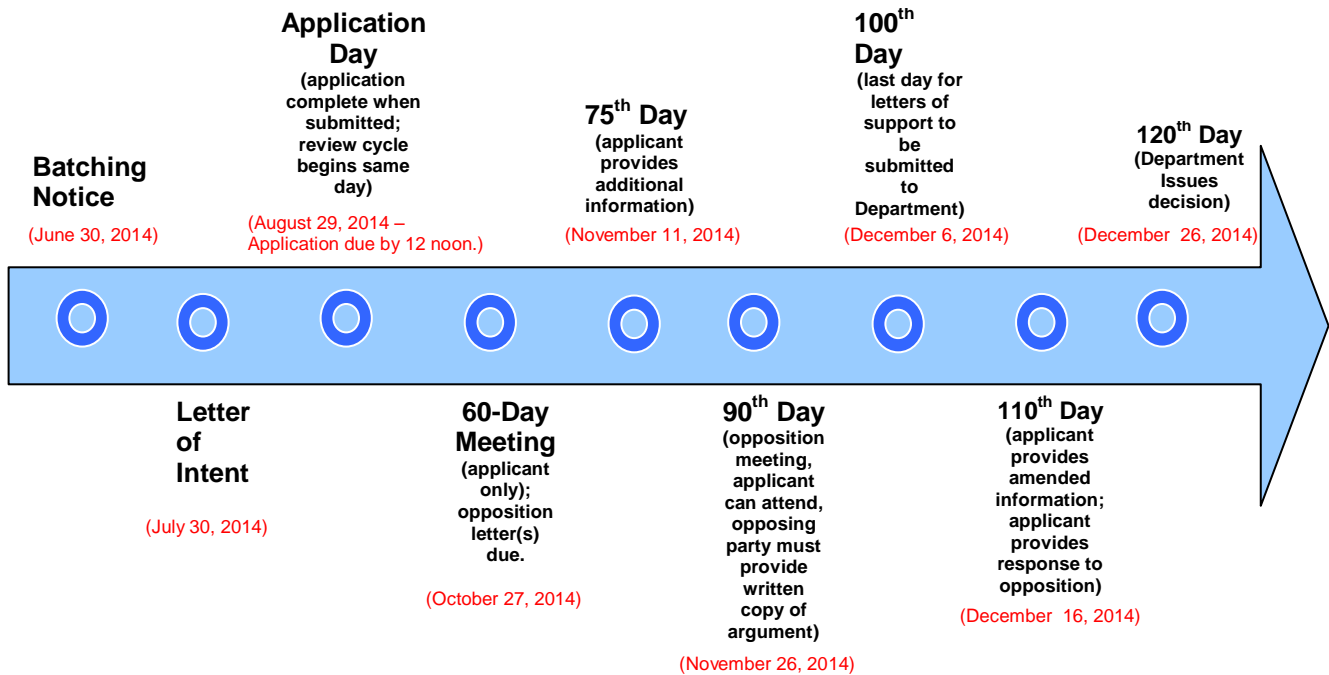 Batching
Notice
(June 30, 2014)
Letter
of
Intent
(July 30, 2014)
Application
Day
(application
complete when
submitted;
review cycle
begins same
day)
(August 29, 2014 –
Application due by 12 noon.)
60-Day
Meeting
(applicant
only);
opposition
letter(s)
due.
(October 27, 2014)
75th Day
(applicant
provides
additional
information)
(November 11, 2014)
90th Day
(opposition
meeting,
applicant
can attend,
opposing
party must
provide
written
copy of
argument)
(November 26, 2014)
100th
Day
(last day for
letters of
support to
be
submitted
to
Department)
(December 6, 2014)
110th Day
(applicant
provides
amended
information;
applicant
provides
response to
opposition)
(December 16, 2014)
120th Day
(Department
Issues
decision)
(December 26, 2014)